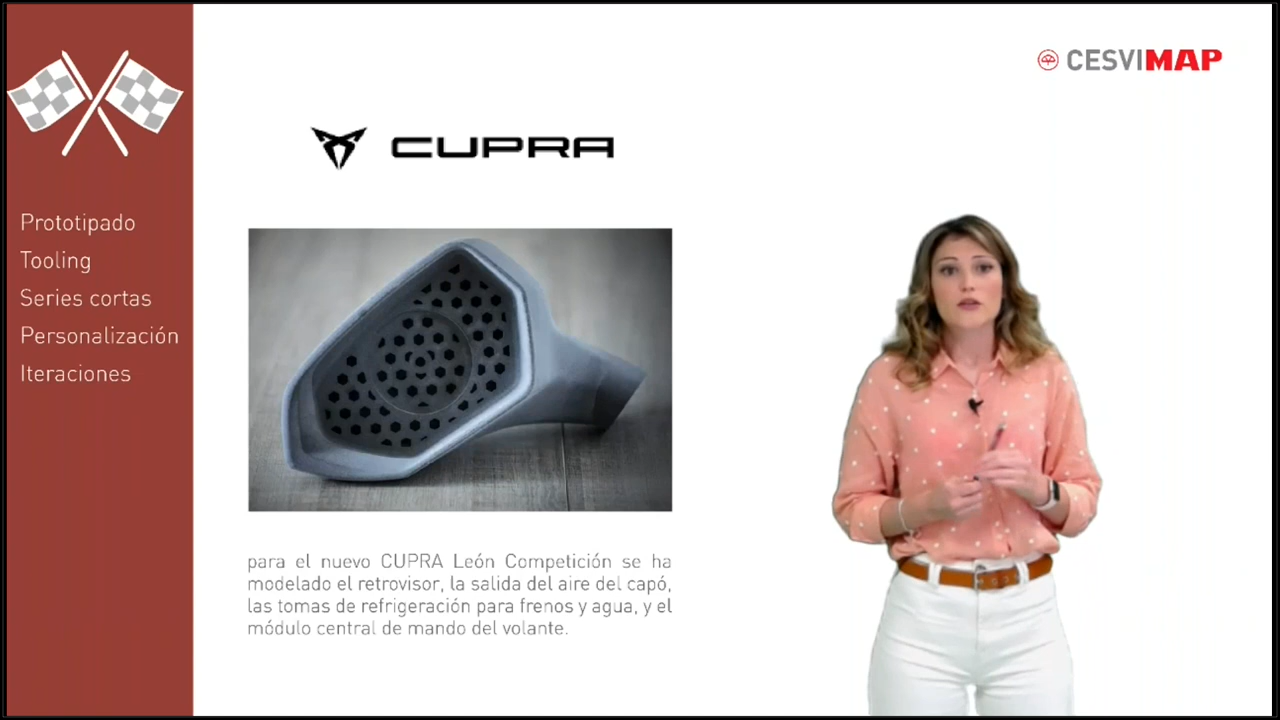 CESVIMAP
CUPRA
Prototipado
Tooling
Series cortas
Personalización
Iteraciones
para el nuevo CUPRA León Competición se ha
modelado el retrovisor, la salida del aire del capó,
las tomas de refrigeración para frenos y agua, y el
módulo central de mando del volante.